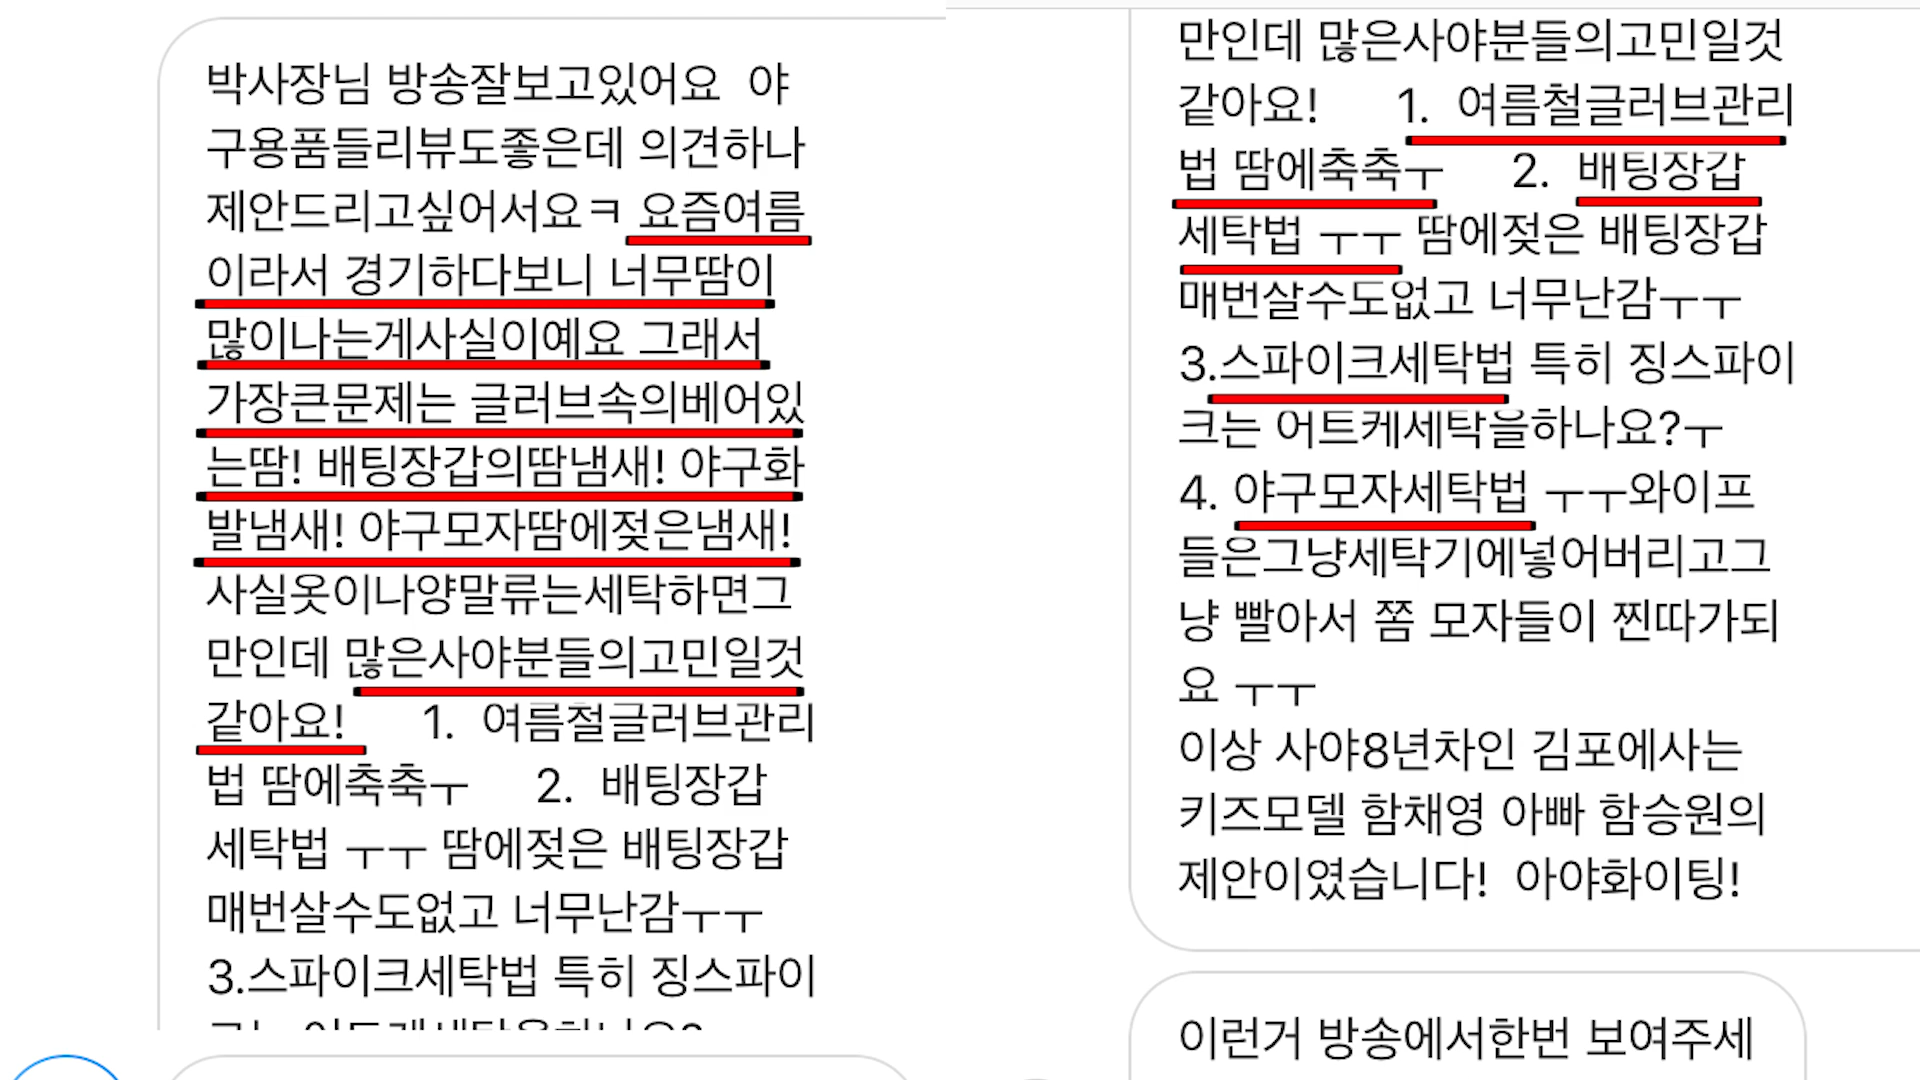 박사장님 방송잘보고있어요 야
구용품들리뷰도좋은데 의견하나
제안드리고싶어서요ㅋ 요즘여름
이라서 경기하다보니 너무땀이
많이나는게사실이예요 그래서
가장큰문제는 글러브속의베어있
는땀! 배팅장갑의땀냄새! 야구화
발냄새! 야구모자땀에젖은냄새!
사실옷이나양말류는세탁하면그
만인데 많은사야분들의고민일것
같아요! 1. 여름철글러브관리
법 땀에축축ㅜ 2. 배팅장갑
세탁법 ㅜㅜ 땀에젖은 배팅장갑
매번살수도없고 너무난감ㅜㅜ
3.스파이크세탁법 특히 징스파이
만인데 많은사야분들의고민일것
같아요! 1. 여름철글러브관리
법 땀에축축ㅜ 2. 배팅장갑
세탁법 ㅜㅜ 땀에젖은 배팅장갑
매번살수도없고 너무난감ㅜㅜ
3.스파이크세탁법 특히 징스파이
크는 어트케세탁을하나요?ㅜ
4. 야구모자세탁법 ㅜㅜ와이프
들은그냥세탁기에넣어버리고그
냥 빨아서 쫌 모자들이 찐따가되
요 ㅜㅜ
이상 사야8년차인 김포에사는
키즈모델 함채영 아빠 함승원의
제안이였습니다! 아야화이팅!
이런거 방송에서한번 보여주세